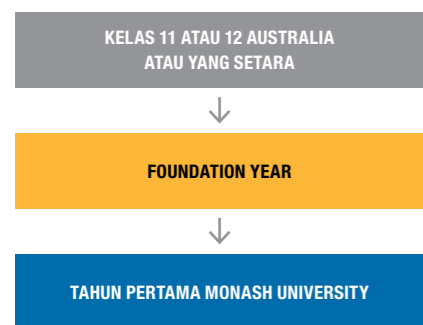 KELAS 11 ATAU 12 AUSTRALIA
ATAU YANG SETARA
FOUNDATION YEAR
TAHUN PERTAMA MONASH UNIVERSITY